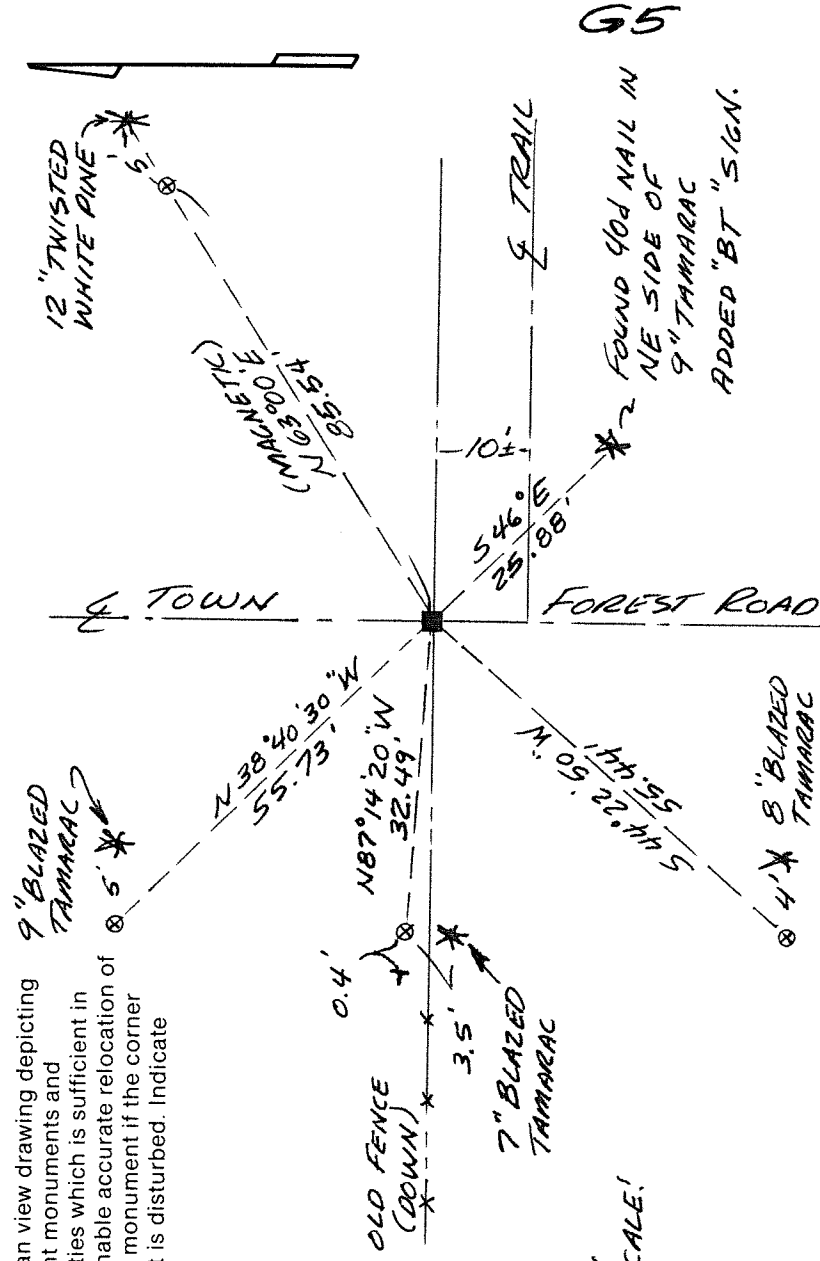 G5
12" TWISTED
WHITE PINE
5'
(MAGNETIC)
N 63°00' E
85.54'
℄ TRAIL
10'±
FOUND 40d NAIL IN
NE SIDE OF
9" TAMARAC
ADDED "BT" SIGN.
S 46° E
25.88'
℄ TOWN
FOREST ROAD
9" BLAZED
TAMARAC
5'
N 38°40'30" W
55.73'
N87°14'20" W
32.49'
S 44°22'50" W
55.44'
8" BLAZED
TAMARAC
4'
0.4'
3.5'
7" BLAZED
TAMARAC
OLD FENCE
(DOWN)
an view drawing depicting
nt monuments and
ties which is sufficient in
nable accurate relocation of
monument if the corner
t is disturbed. Indicate
CALE!